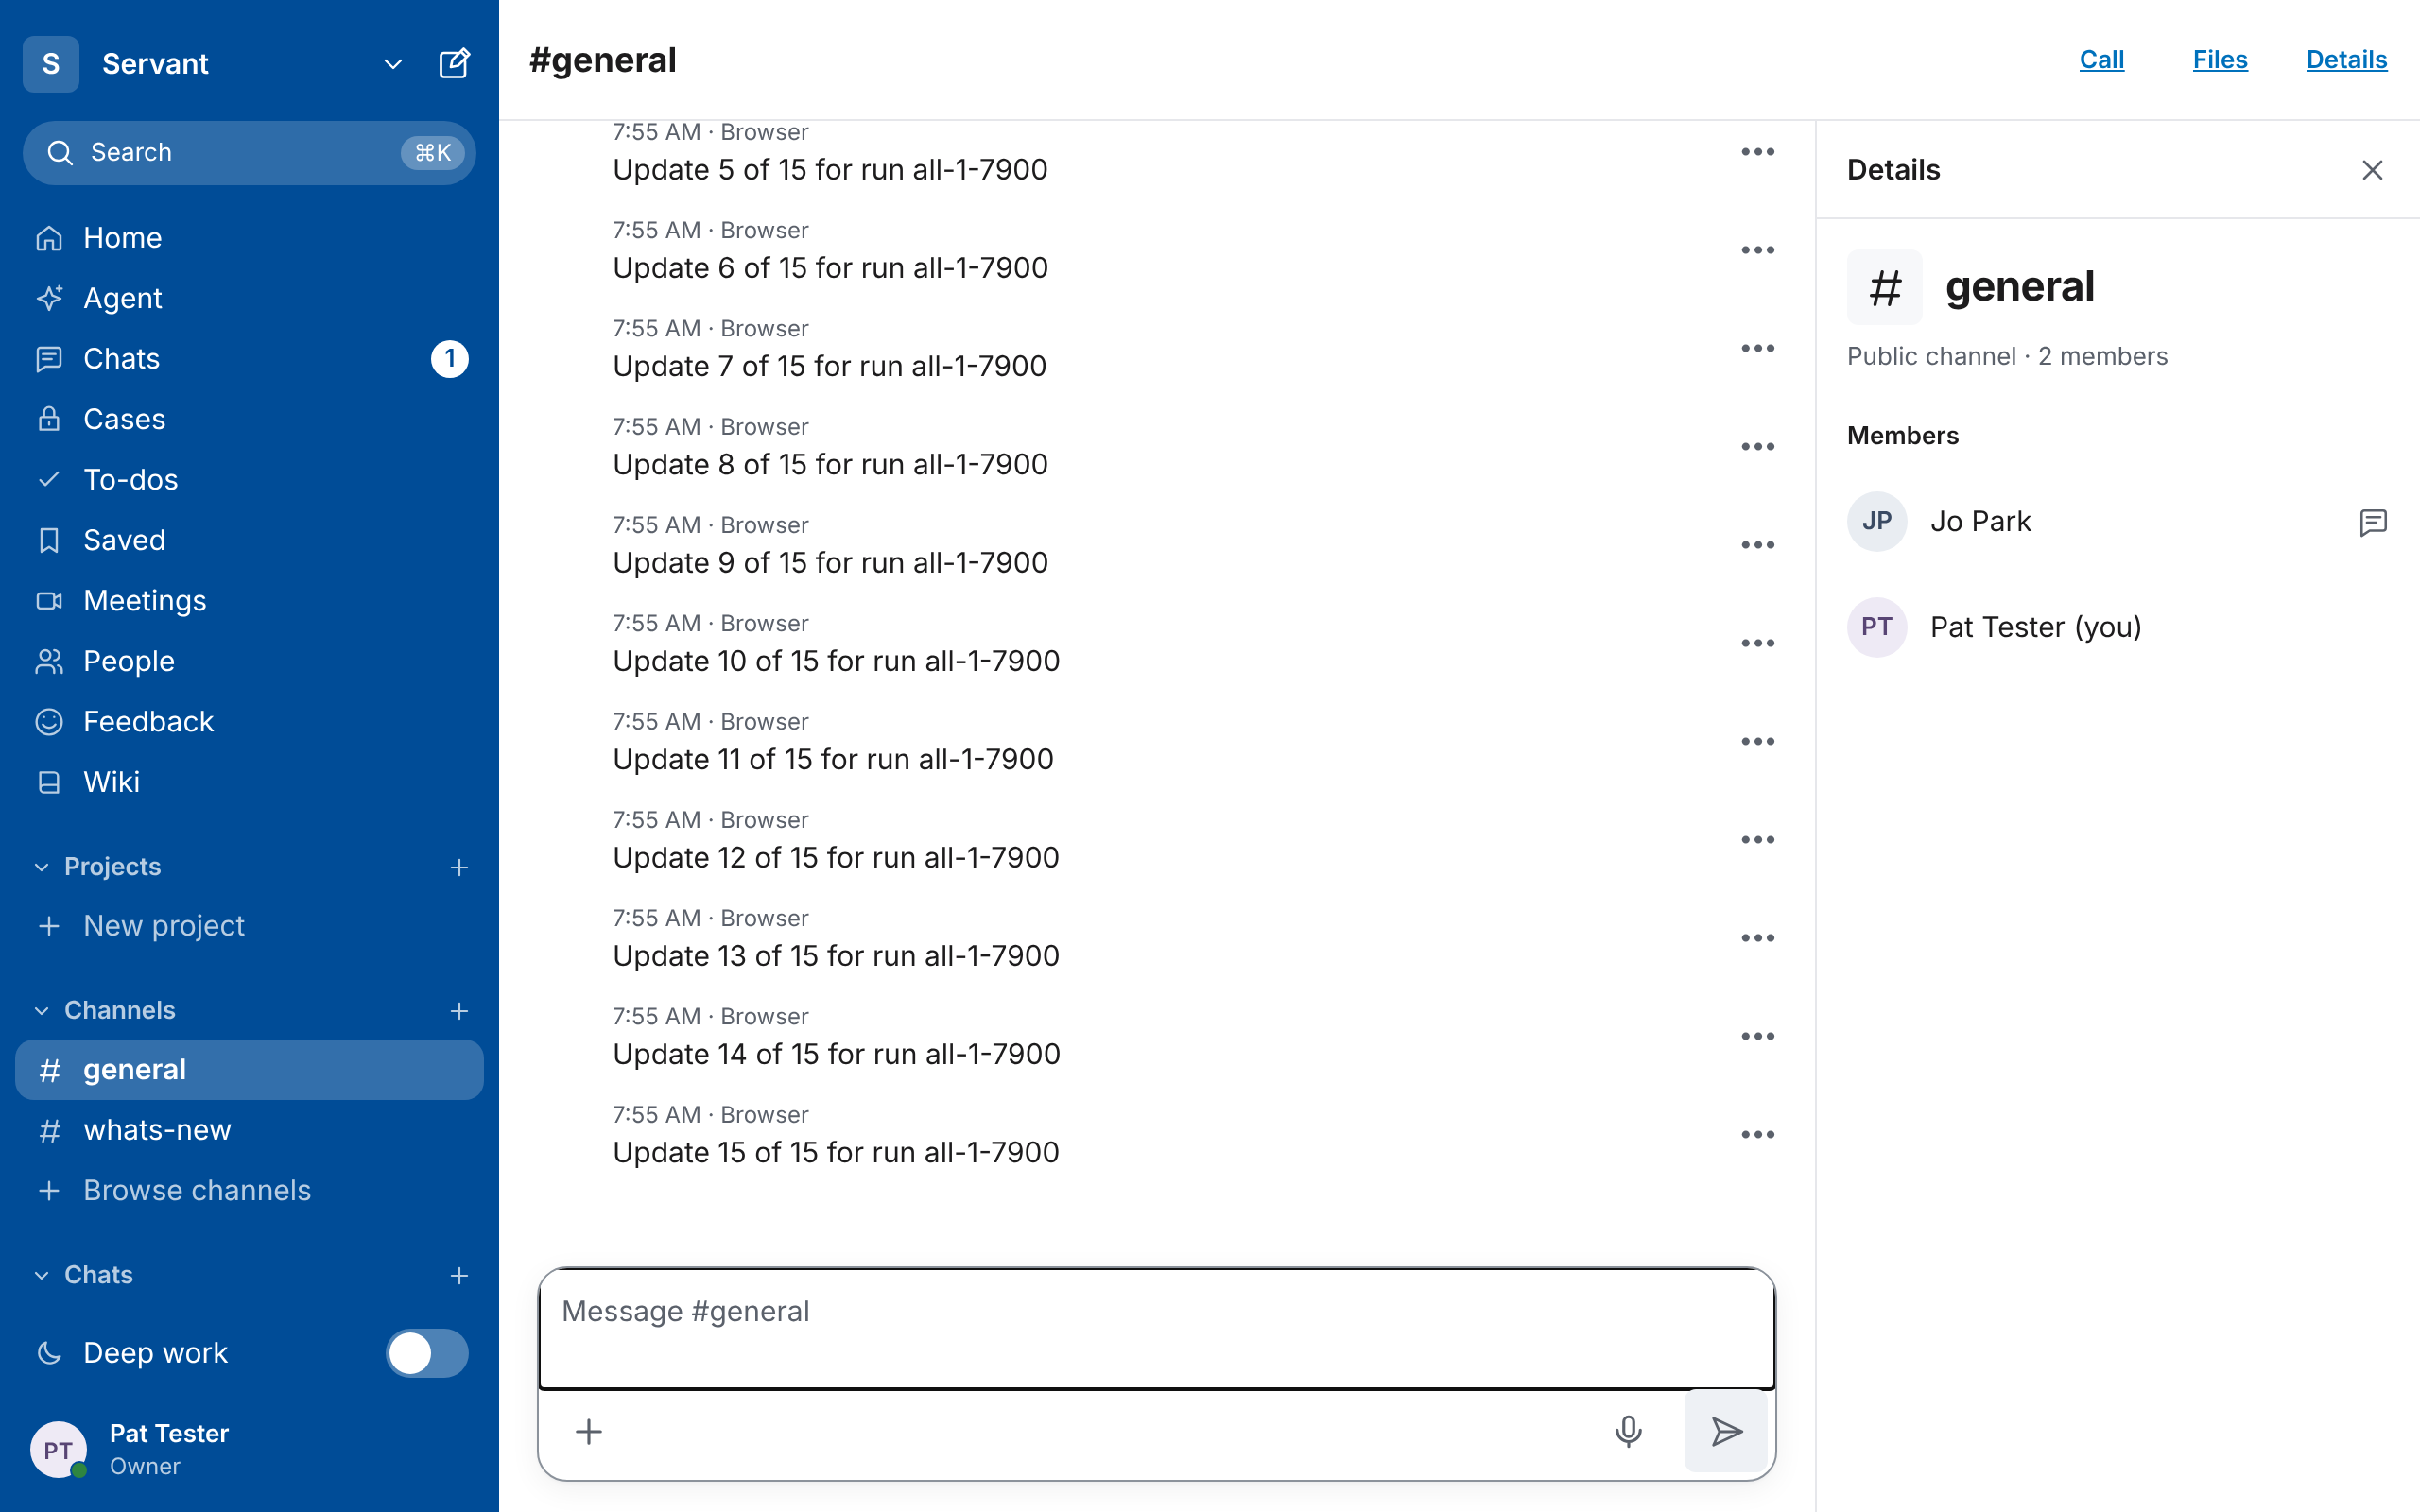 S
Servant
Search
⌘K
Home
Agent
Chats
1
Cases
To-dos
Saved
Meetings
People
Feedback
Wiki
Projects
New project
Channels
# general
# whats-new
Browse channels
Chats
Deep work
PT
Pat Tester
Owner
#general
Call
Files
Details
7:55 AM · Browser
Update 5 of 15 for run all-1-7900
7:55 AM · Browser
Update 6 of 15 for run all-1-7900
7:55 AM · Browser
Update 7 of 15 for run all-1-7900
7:55 AM · Browser
Update 8 of 15 for run all-1-7900
7:55 AM · Browser
Update 9 of 15 for run all-1-7900
7:55 AM · Browser
Update 10 of 15 for run all-1-7900
7:55 AM · Browser
Update 11 of 15 for run all-1-7900
7:55 AM · Browser
Update 12 of 15 for run all-1-7900
7:55 AM · Browser
Update 13 of 15 for run all-1-7900
7:55 AM · Browser
Update 14 of 15 for run all-1-7900
7:55 AM · Browser
Update 15 of 15 for run all-1-7900
Message #general
Details
# general
Public channel · 2 members
Members
JP
Jo Park
PT
Pat Tester (you)